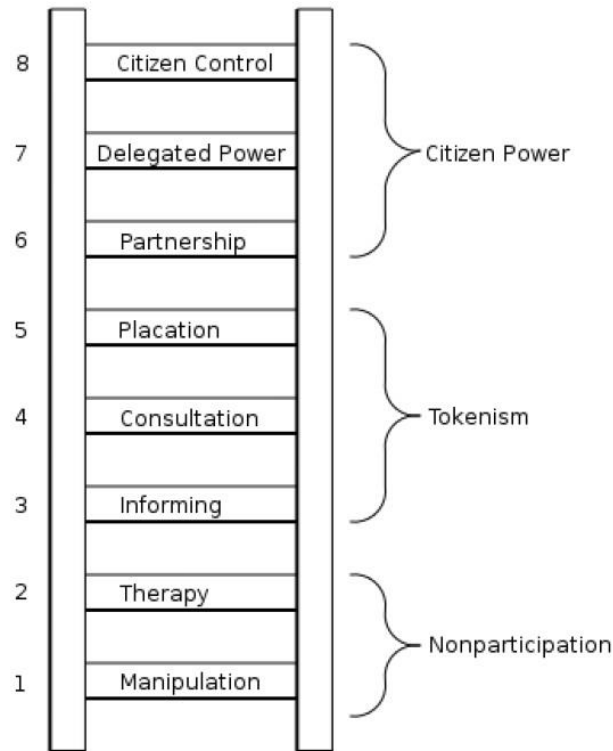 8 Citizen Control
7 Delegated Power
Citizen Power
6 Partnership
5 Placation
4 Consultation
Tokenism
3 Informing
2 Therapy
Nonparticipation
1 Manipulation